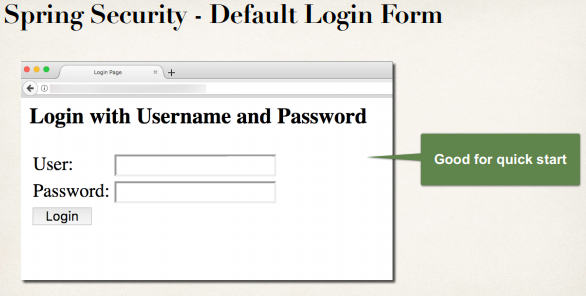 Spring Security - Default Login Form
Login Page
Login with Username and Password
Good for quick start
User:
Password:
Login